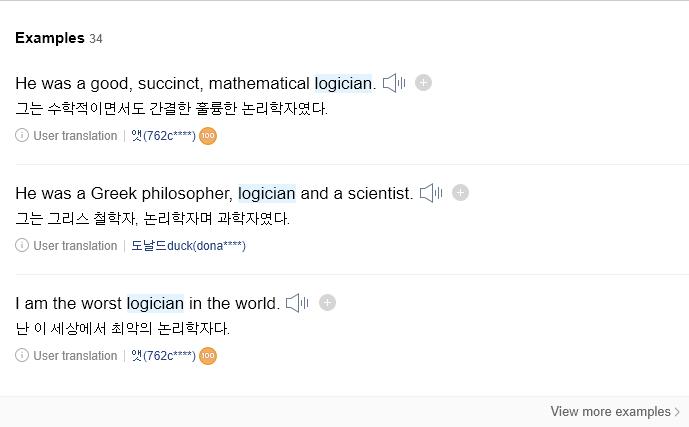 Examples 34
He was a good, succinct, mathematical logician.
그는 수학적이면서도 간결한 훌륭한 논리학자였다.
User translation | 앳(762c****) 100
He was a Greek philosopher, logician and a scientist.
그는 그리스 철학자, 논리학자며 과학자였다.
User translation | 도날드duck(dona****)
I am the worst logician in the world.
난 이 세상에서 최악의 논리학자다.
User translation | 앳(762c****) 100
View more examples >